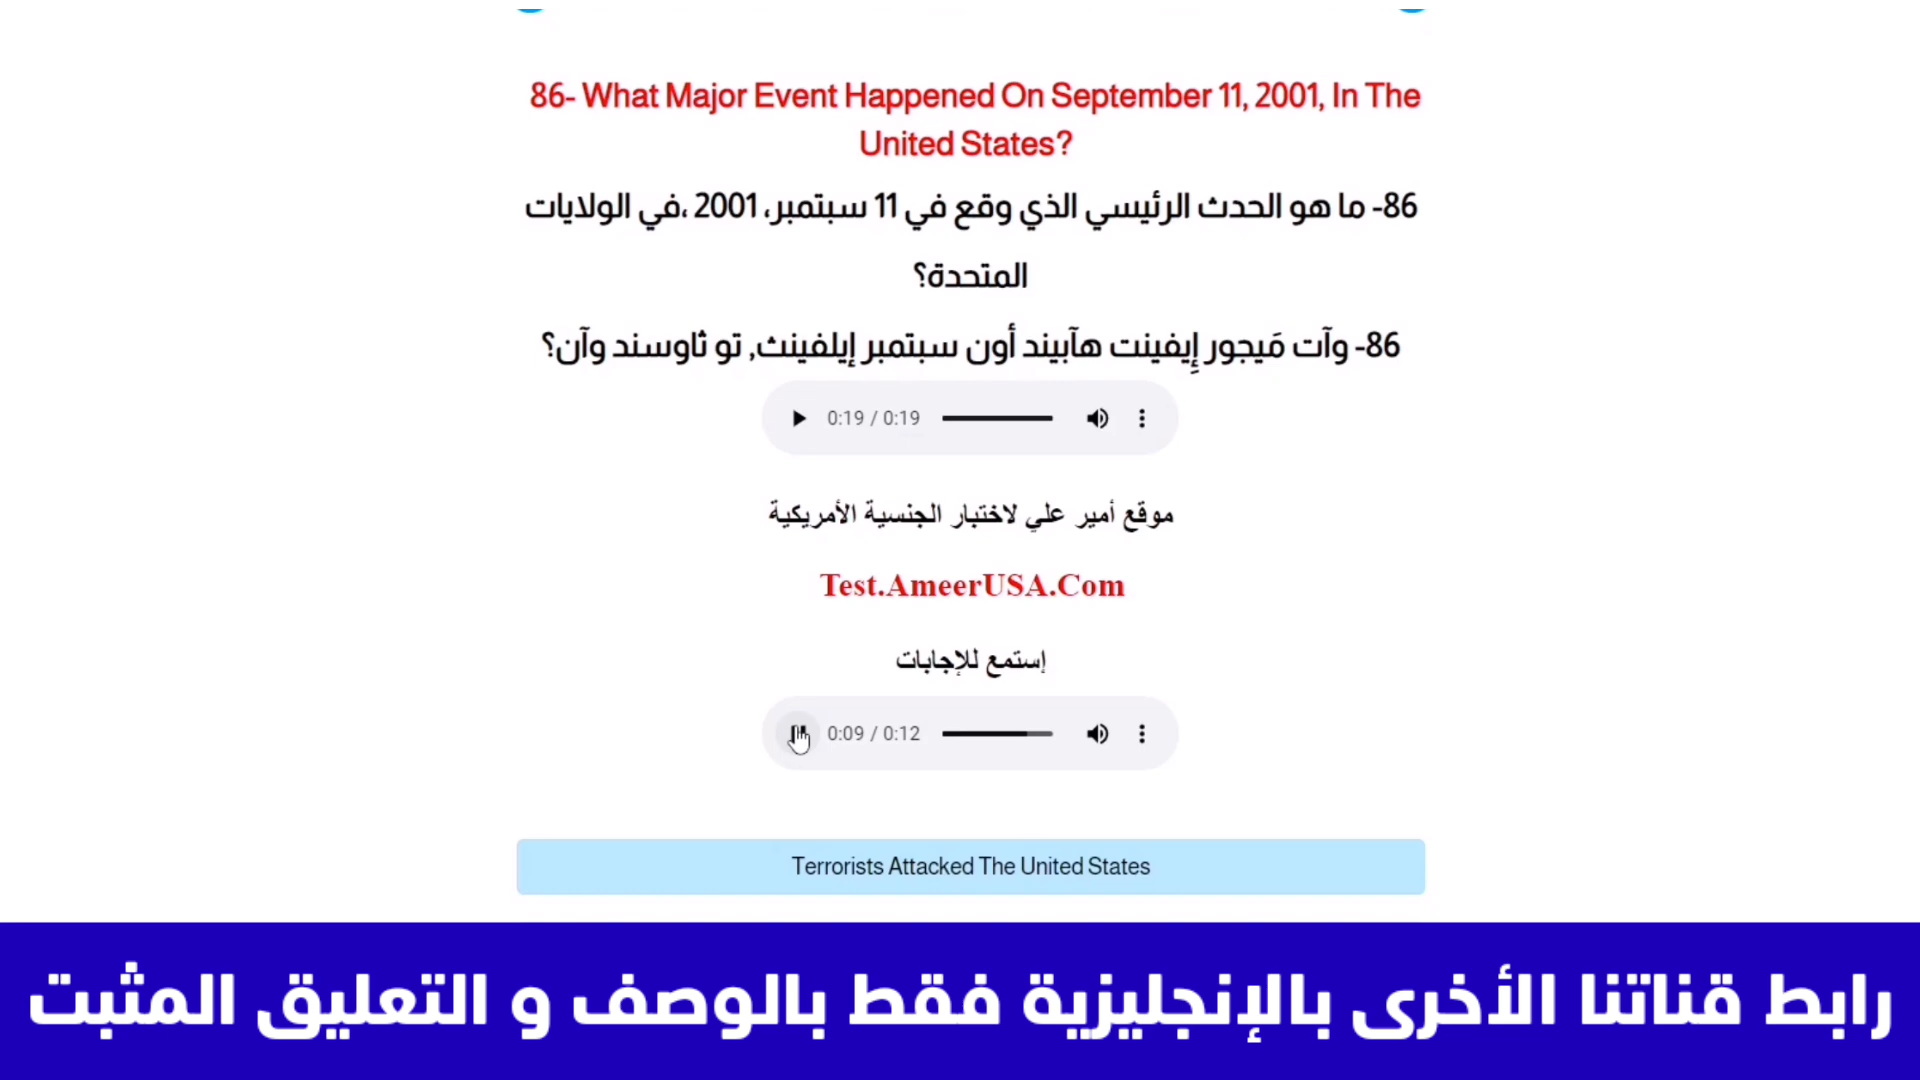 86- What Major Event Happened On September 11, 2001, In The
United States?
86- ما هو الحدث الرئيسي الذي وقع في 11 سبتمبر، 2001 ،في الولايات
المتحدة؟
86- وآت مَيجور إِيفينت هآبيند أون سبتمبر إيلفينث, تو ثاوسند وآن؟
0:19 / 0:19
موقع أمير علي لاختبار الجنسية الأمريكية
Test.AmeerUSA.Com
إستمع للإجابات
0:09 / 0:12
Terrorists Attacked The United States
رابط قناتنا الأخرى بالإنجليزية فقط بالوصف و التعليق المثبت